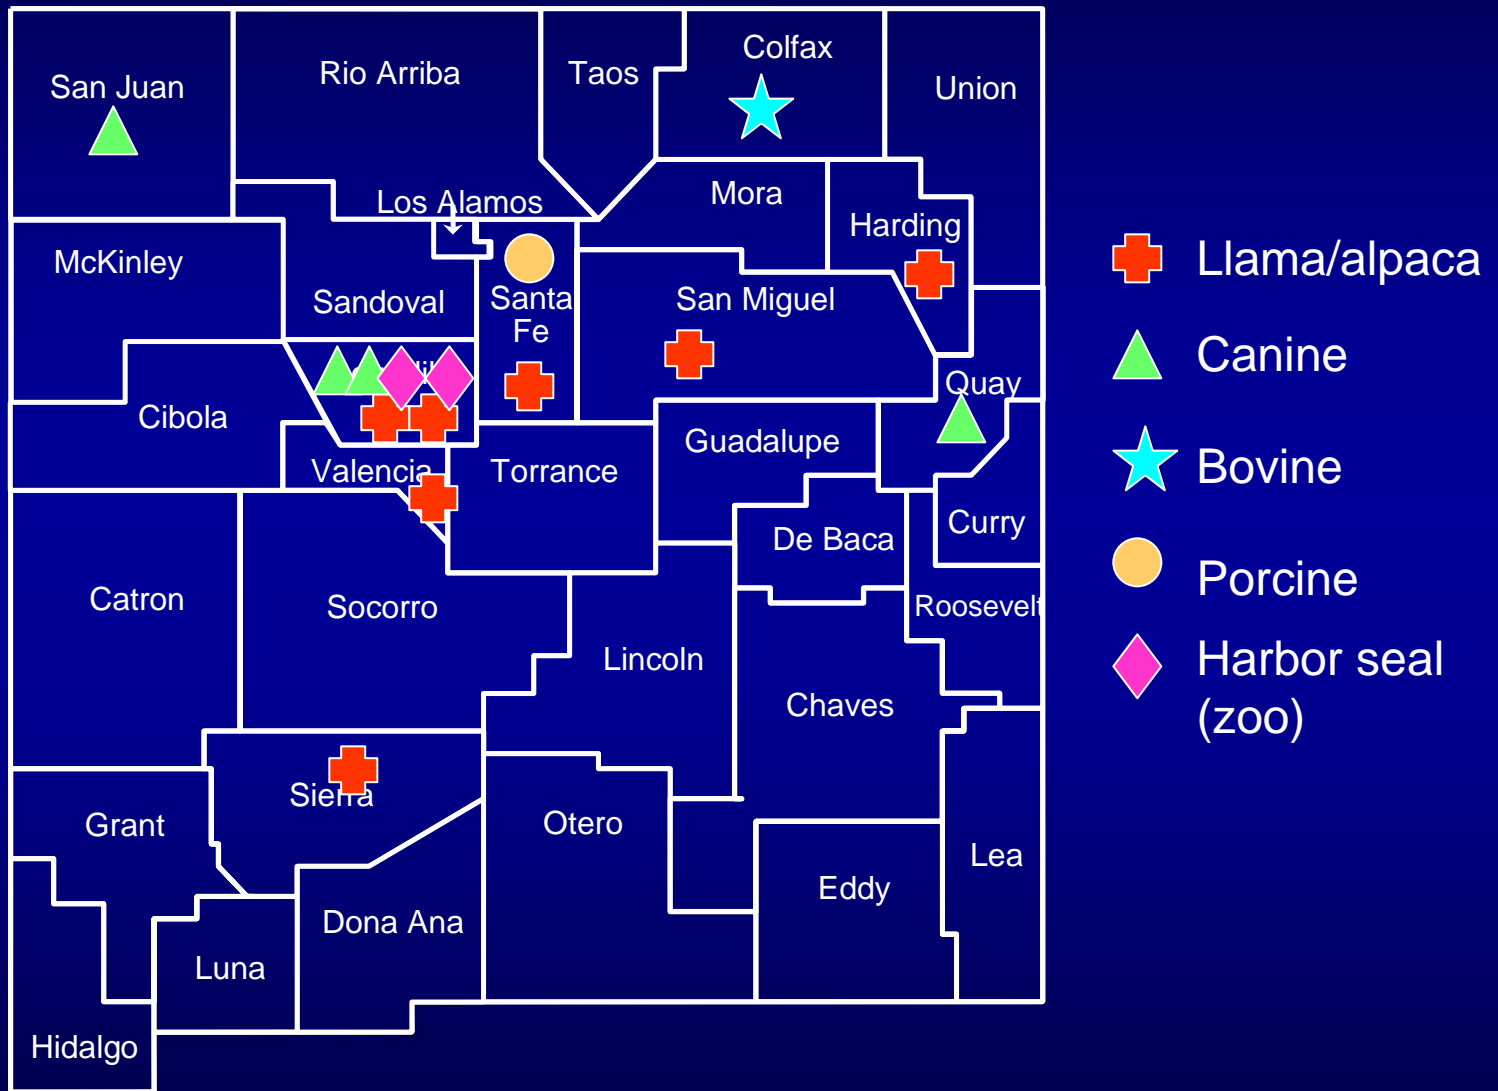 San Juan
Rio Arriba
Taos
Colfax
Union
Los Alamos
Mora
Harding
McKinley
Sandoval
Santa
Fe
San Miguel
Quay
Cibola
Guadalupe
Valencia
Torrance
Curry
De Baca
Catron
Socorro
Roosevelt
Lincoln
Chaves
Sierra
Grant
Otero
Lea
Eddy
Dona Ana
Luna
Hidalgo
Llama/alpaca
Canine
Bovine
Porcine
Harbor seal
(zoo)